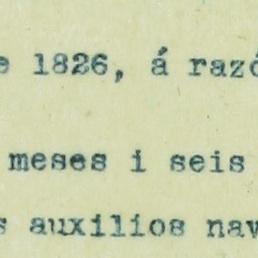 e 1826, á razó
meses i seis
s auxilios nav